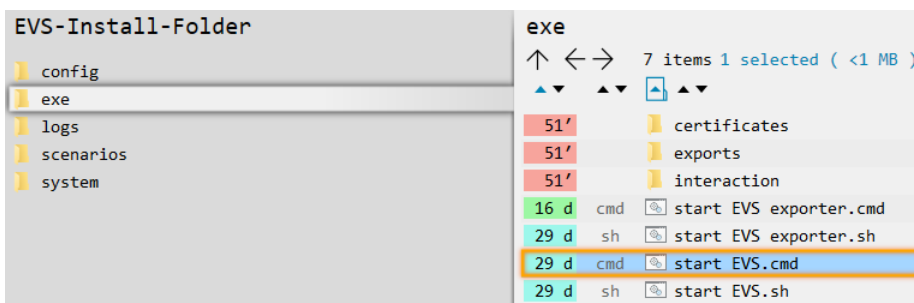 EVS-Install-Folder
config
exe
logs
scenarios
system
exe
7 items 1 selected ( <1 MB )
51′ certificates
51′ exports
51′ interaction
16 d cmd start EVS exporter.cmd
29 d sh start EVS exporter.sh
29 d cmd start EVS.cmd
29 d sh start EVS.sh